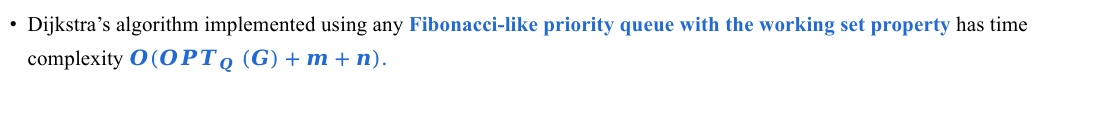 • Dijkstra’s algorithm implemented using any Fibonacci-like priority queue with the working set property has time
complexity O(OPT_Q (G) + m + n).